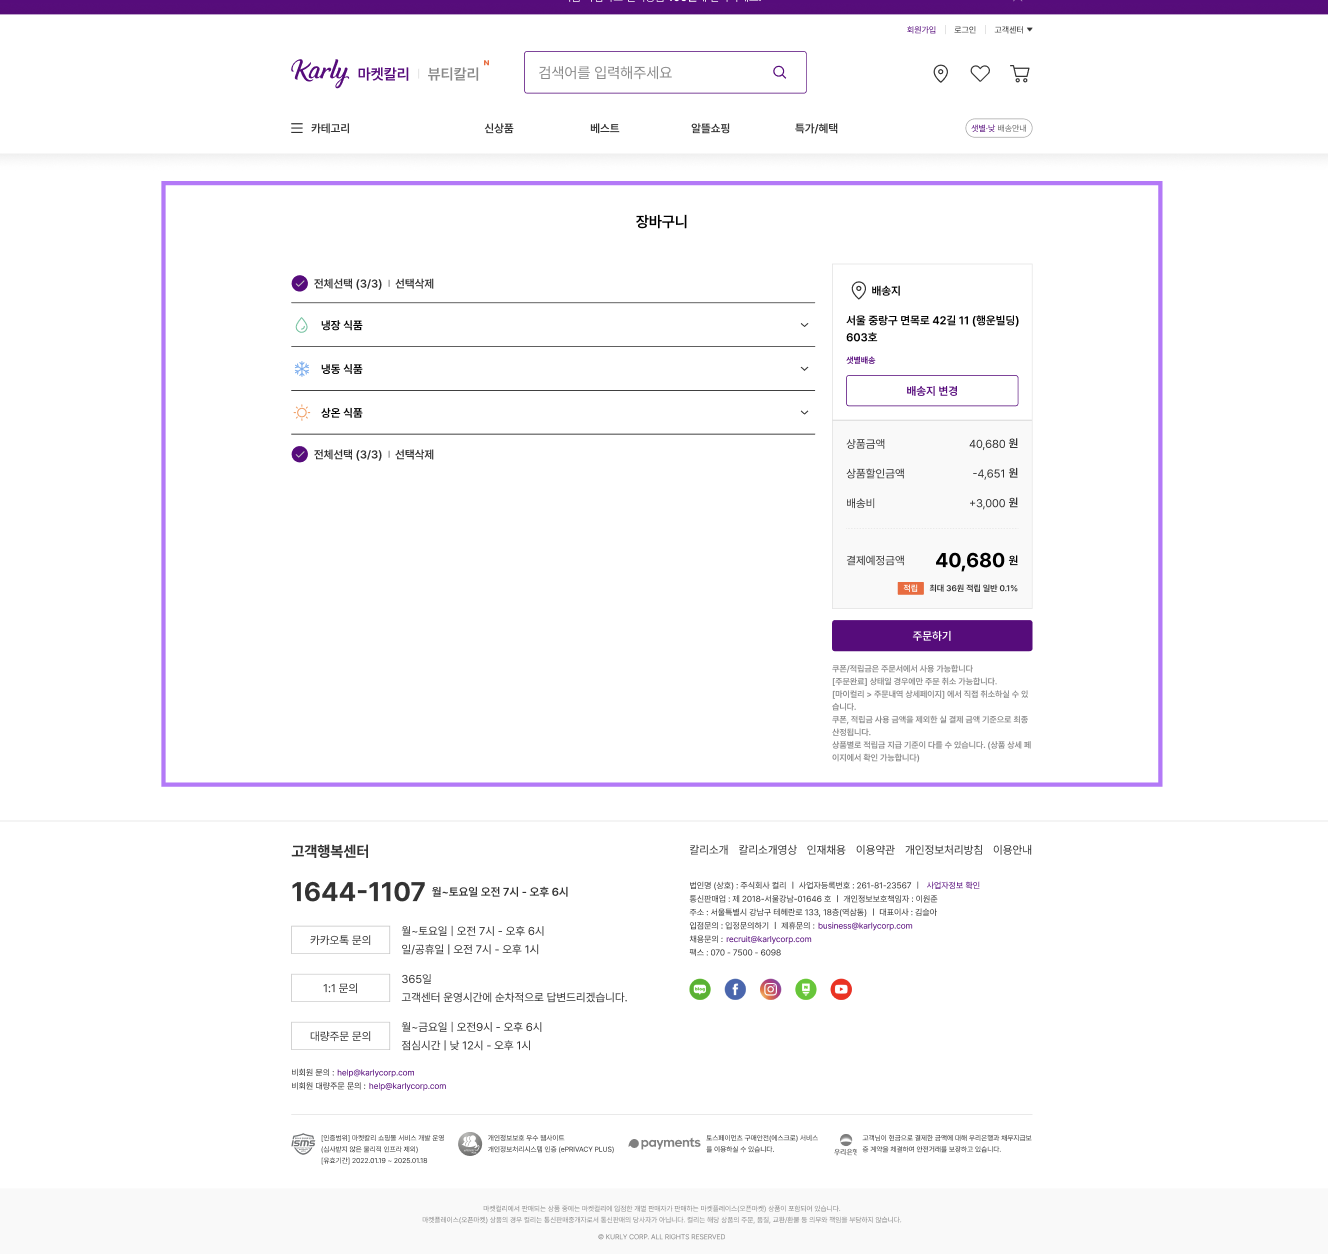 회원가입
로그인
고객센터
Karly 마켓칼리 뷰티칼리 N
검색어를 입력해주세요
카테고리
신상품
베스트
알뜰쇼핑
특가/혜택
샛별·낮 배송안내
장바구니
전체선택 (3/3) | 선택삭제
냉장 식품
냉동 식품
상온 식품
전체선택 (3/3) | 선택삭제
배송지
서울 중랑구 면목로 42길 11 (행운빌딩)
603호
샛별배송
배송지 변경
상품금액 40,680 원
상품할인금액 -4,651 원
배송비 +3,000 원
결제예정금액 40,680 원
적립 최대 36원 적립 일반 0.1%
주문하기
쿠폰/적립금은 주문서에서 사용 가능합니다
[주문완료] 상태일 경우에만 주문 취소 가능합니다.
[마이컬리 > 주문내역 상세페이지] 에서 직접 취소하실 수 있
습니다.
쿠폰, 적립금 사용 금액을 제외한 실 결제 금액 기준으로 최종
산정됩니다.
상품별로 적립금 지급 기준이 다를 수 있습니다. (상품 상세 페
이지에서 확인 가능합니다)
고객행복센터
1644-1107 월~토요일 오전 7시 - 오후 6시
카카오톡 문의
월~토요일 | 오전 7시 - 오후 6시
일/공휴일 | 오전 7시 - 오후 1시
1:1 문의
365일
고객센터 운영시간에 순차적으로 답변드리겠습니다.
대량주문 문의
월~금요일 | 오전9시 - 오후 6시
점심시간 | 낮 12시 - 오후 1시
비회원 문의 : help@karlycorp.com
비회원 대량주문 문의 : help@karlycorp.com
칼리소개 칼리소개영상 인재채용 이용약관 개인정보처리방침 이용안내
법인명 (상호) : 주식회사 컬리 | 사업자등록번호 : 261-81-23567 | 사업자정보 확인
통신판매업 : 제 2018-서울강남-01646 호 | 개인정보보호책임자 : 이원준
주소 : 서울특별시 강남구 테헤란로 133, 18층(역삼동) | 대표이사 : 김슬아
입점문의 : 입점문의하기 | 제휴문의 : business@karlycorp.com
채용문의 : recruit@karlycorp.com
팩스 : 070 - 7500 - 6098
isms
[인증범위] 마켓칼리 쇼핑몰 서비스 개발 운영
(심사받지 않은 물리적 인프라 제외)
[유효기간] 2022.01.19 ~ 2025.01.18
개인정보보호 우수 웹사이트
개인정보처리시스템 인증 (ePRIVACY PLUS)
payments
토스페이먼츠 구매안전(에스크로) 서비스
를 이용하실 수 있습니다.
우리은행
고객님이 현금으로 결제한 금액에 대해 우리은행과 채무지급보
증 계약을 체결하여 안전거래를 보장하고 있습니다.
마켓컬리에서 판매되는 상품 중에는 마켓컬리에 입점한 개별 판매자가 판매하는 마켓플레이스(오픈마켓) 상품이 포함되어 있습니다.
마켓플레이스(오픈마켓) 상품의 경우 컬리는 통신판매중개자로서 통신판매의 당사자가 아닙니다. 컬리는 해당 상품의 주문, 품질, 교환/환불 등 의무와 책임을 부담하지 않습니다.
© KURLY CORP. ALL RIGHTS RESERVED